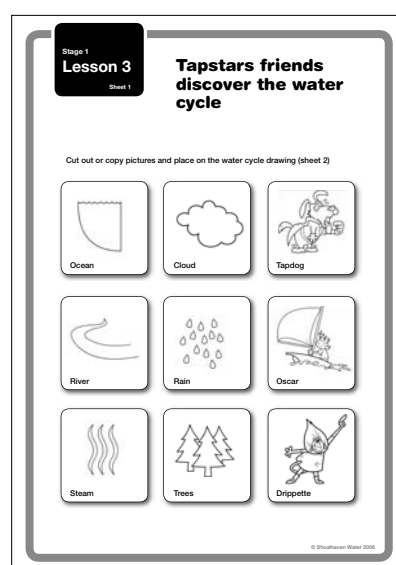 Stage 1
Lesson 3
Sheet 1
Tapstars friends
discover the water
cycle
Cut out or copy pictures and place on the water cycle drawing (sheet 2)
Ocean
Cloud
Tapdog
River
Rain
Oscar
Steam
Trees
Drippette
© Shoalhaven Water 2006